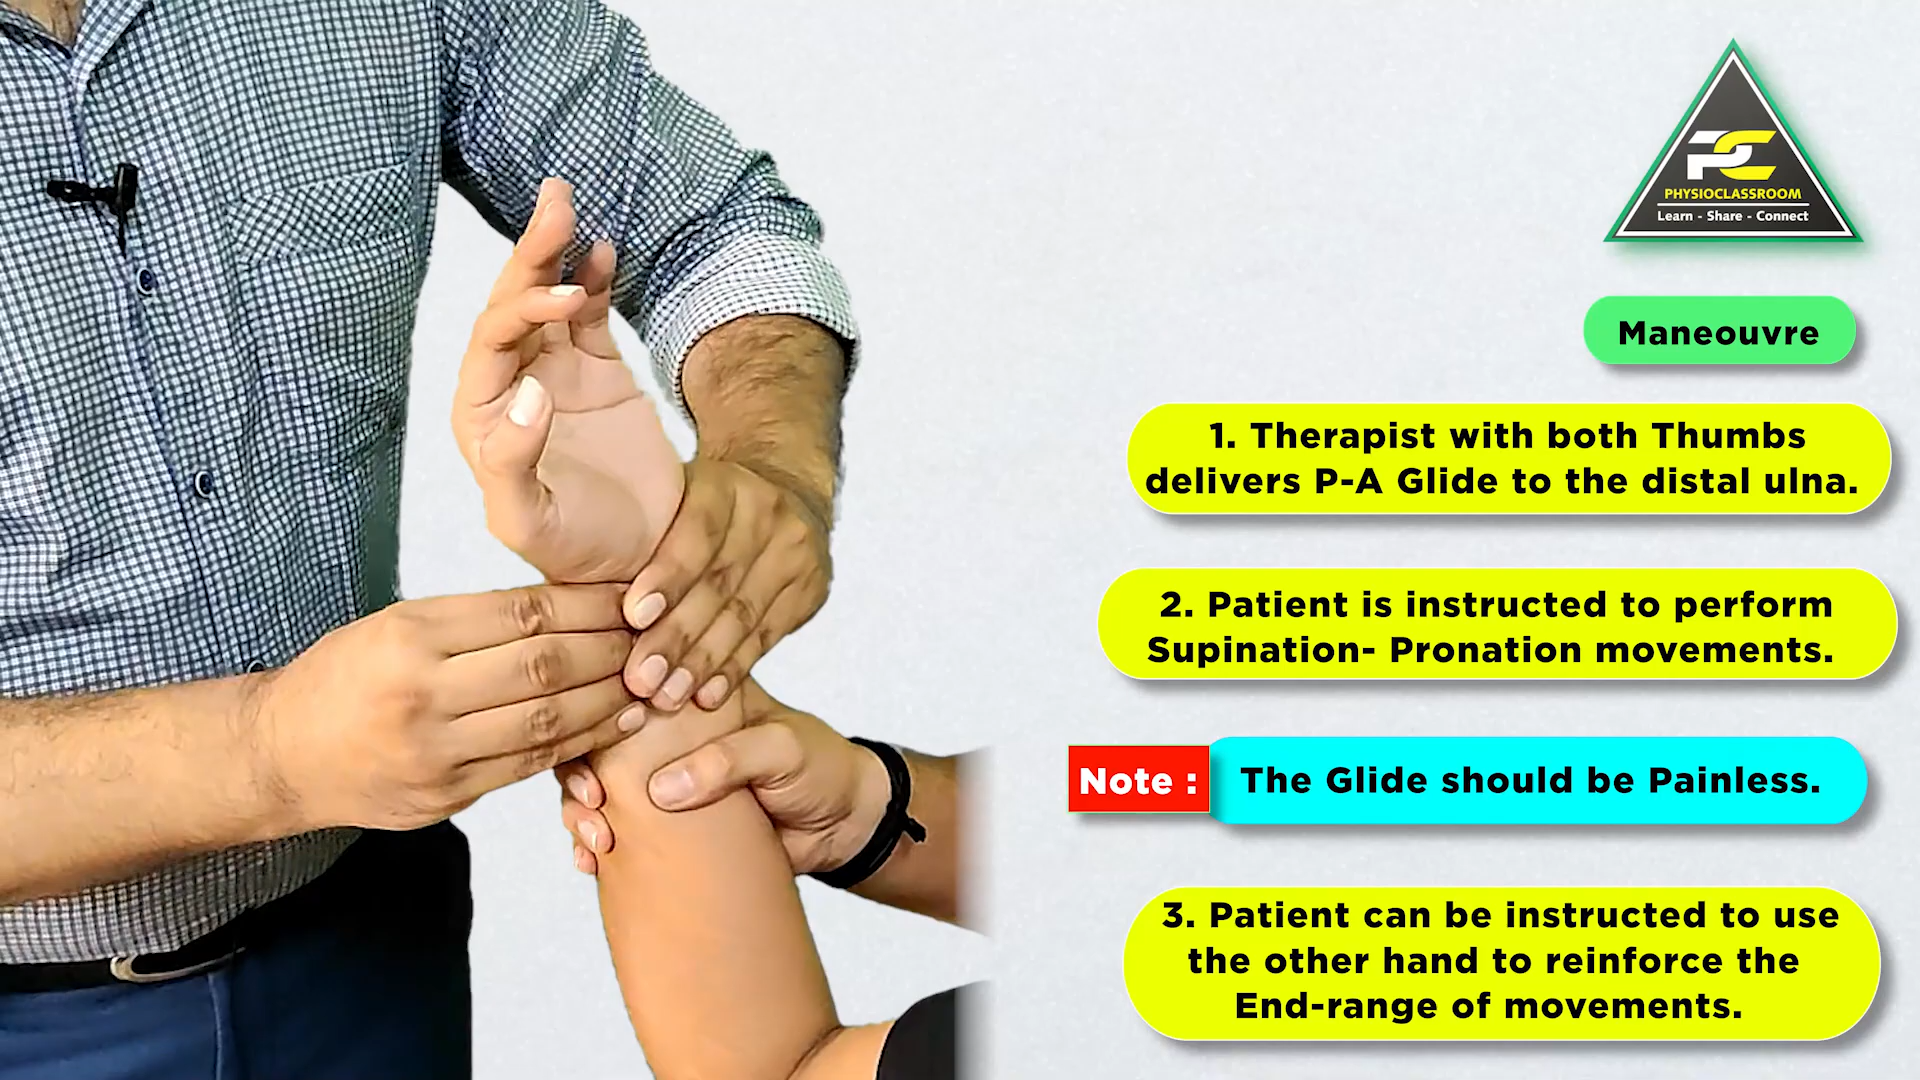 PC
PHYSIOCLASSROOM
Learn - Share - Connect
Maneouvre
1. Therapist with both Thumbs
delivers P-A Glide to the distal ulna.
2. Patient is instructed to perform
Supination- Pronation movements.
Note : The Glide should be Painless.
3. Patient can be instructed to use
the other hand to reinforce the
End-range of movements.